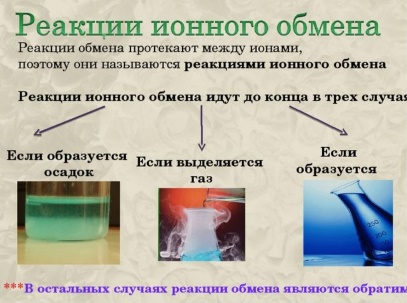 Реакции ионного обмена
Реакции обмена протекают между ионами,
поэтому они называются реакциями ионного обмена
Реакции ионного обмена идут до конца в трех случая
Если образуется
осадок
Если выделяется
газ
Если
образуется
***В остальных случаях реакции обмена являются обратим